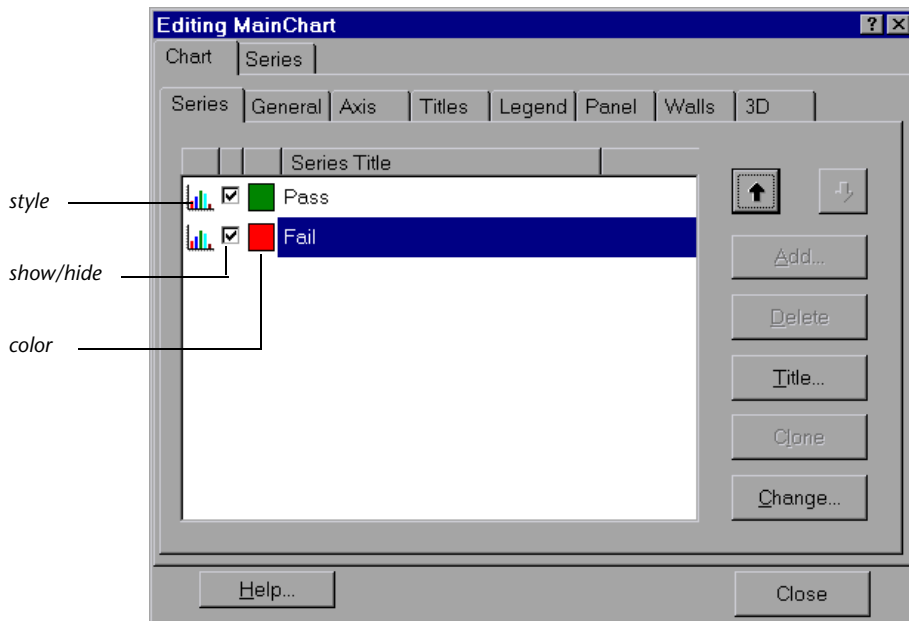 Editing MainChart
Chart Series
Series General Axis Titles Legend Panel Walls 3D
Series Title
style
Pass
Fail
show/hide
Add...
color
Delete
Title...
Clone
Change...
Help...
Close